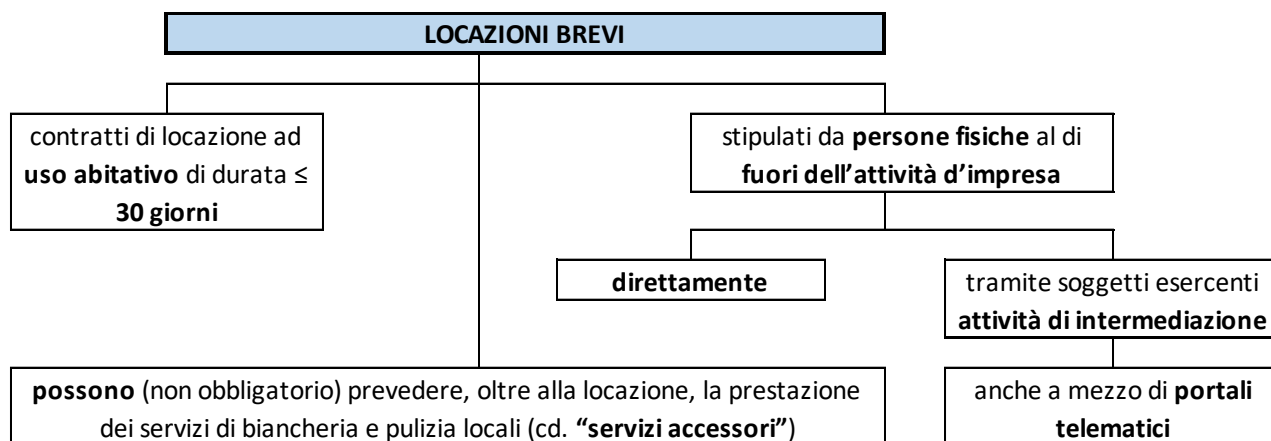 LOCAZIONI BREVI
contratti di locazione ad
uso abitativo di durata ≤
30 giorni
stipulati da persone fisiche al di
fuori dell’attività d’impresa
direttamente
tramite soggetti esercenti
attività di intermediazione
possono (non obbligatorio) prevedere, oltre alla locazione, la prestazione
dei servizi di biancheria e pulizia locali (cd. “servizi accessori”)
anche a mezzo di portali
telematici